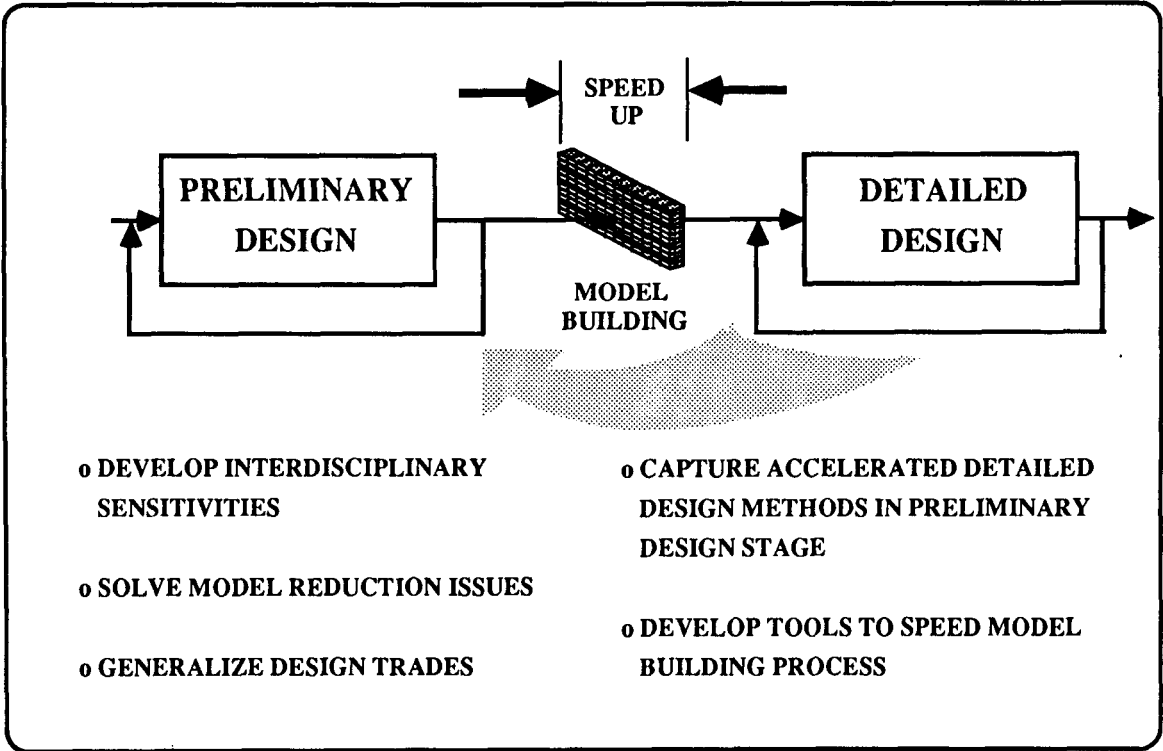 SPEED
UP
PRELIMINARY
DESIGN
DETAILED
DESIGN
MODEL
BUILDING
o DEVELOP INTERDISCIPLINARY
SENSITIVITIES
o SOLVE MODEL REDUCTION ISSUES
o GENERALIZE DESIGN TRADES
o CAPTURE ACCELERATED DETAILED
DESIGN METHODS IN PRELIMINARY
DESIGN STAGE
o DEVELOP TOOLS TO SPEED MODEL
BUILDING PROCESS